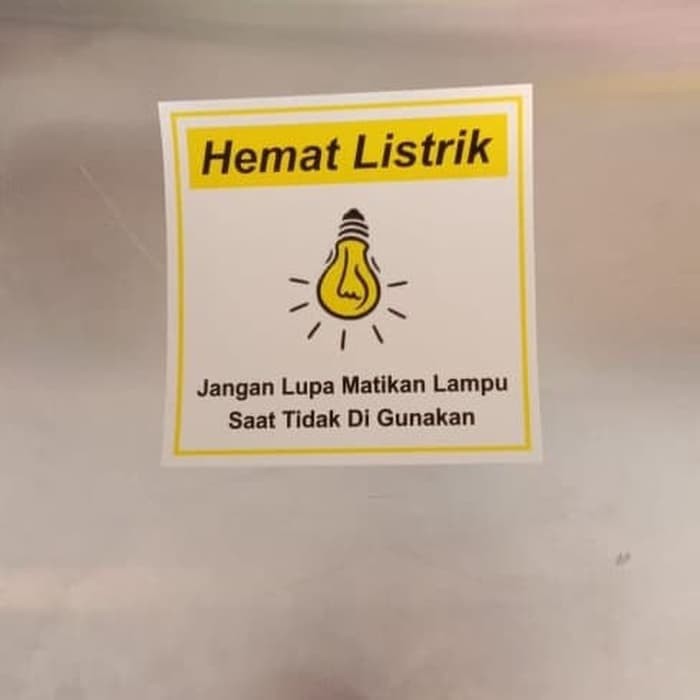 Hemat Listrik
Jangan Lupa Matikan Lampu
Saat Tidak Di Gunakan